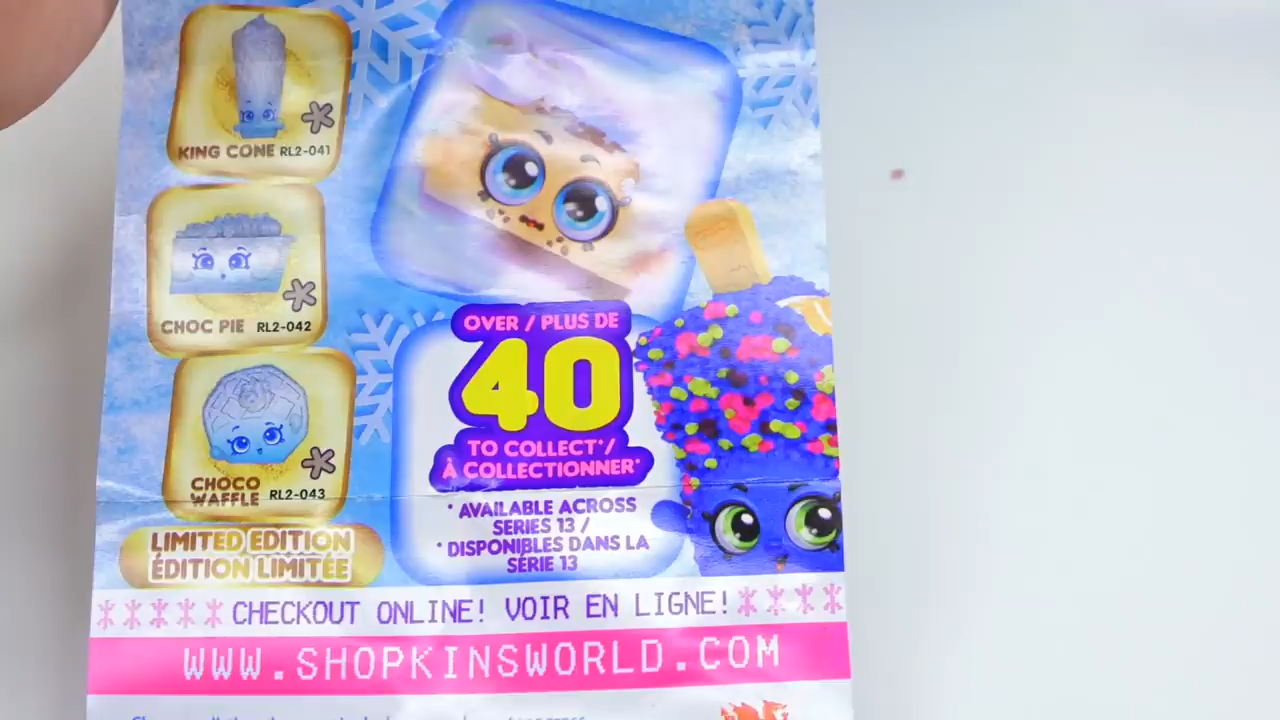 KING CONE RL2-041
CHOC PIE RL2-042
CHOCO
WAFFLE RL2-043
LIMITED EDITION
ÉDITION LIMITÉE
OVER / PLUS DE
40
TO COLLECT*/
À COLLECTIONNER*
* AVAILABLE ACROSS
SERIES 13 /
* DISPONIBLES DANS LA
SÉRIE 13
CHECKOUT ONLINE! VOIR EN LIGNE!
WWW.SHOPKINSWORLD.COM